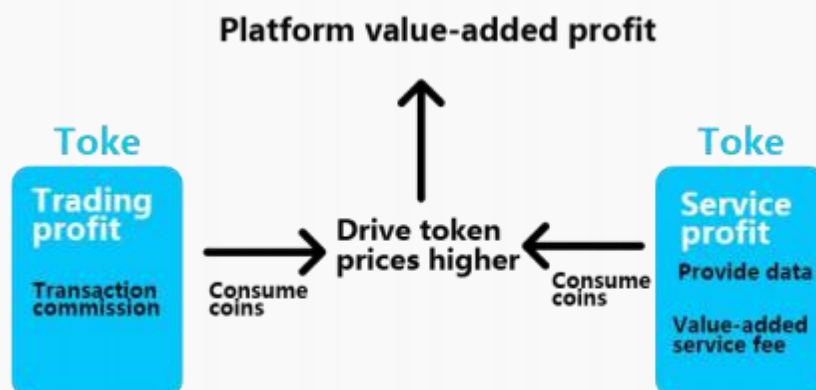 Platform value-added profit
Toke
Trading
profit
Transaction
commission
Consume
coins
Drive token
prices higher
Consume
coins
Toke
Service
profit
Provide data
Value-added
service fee